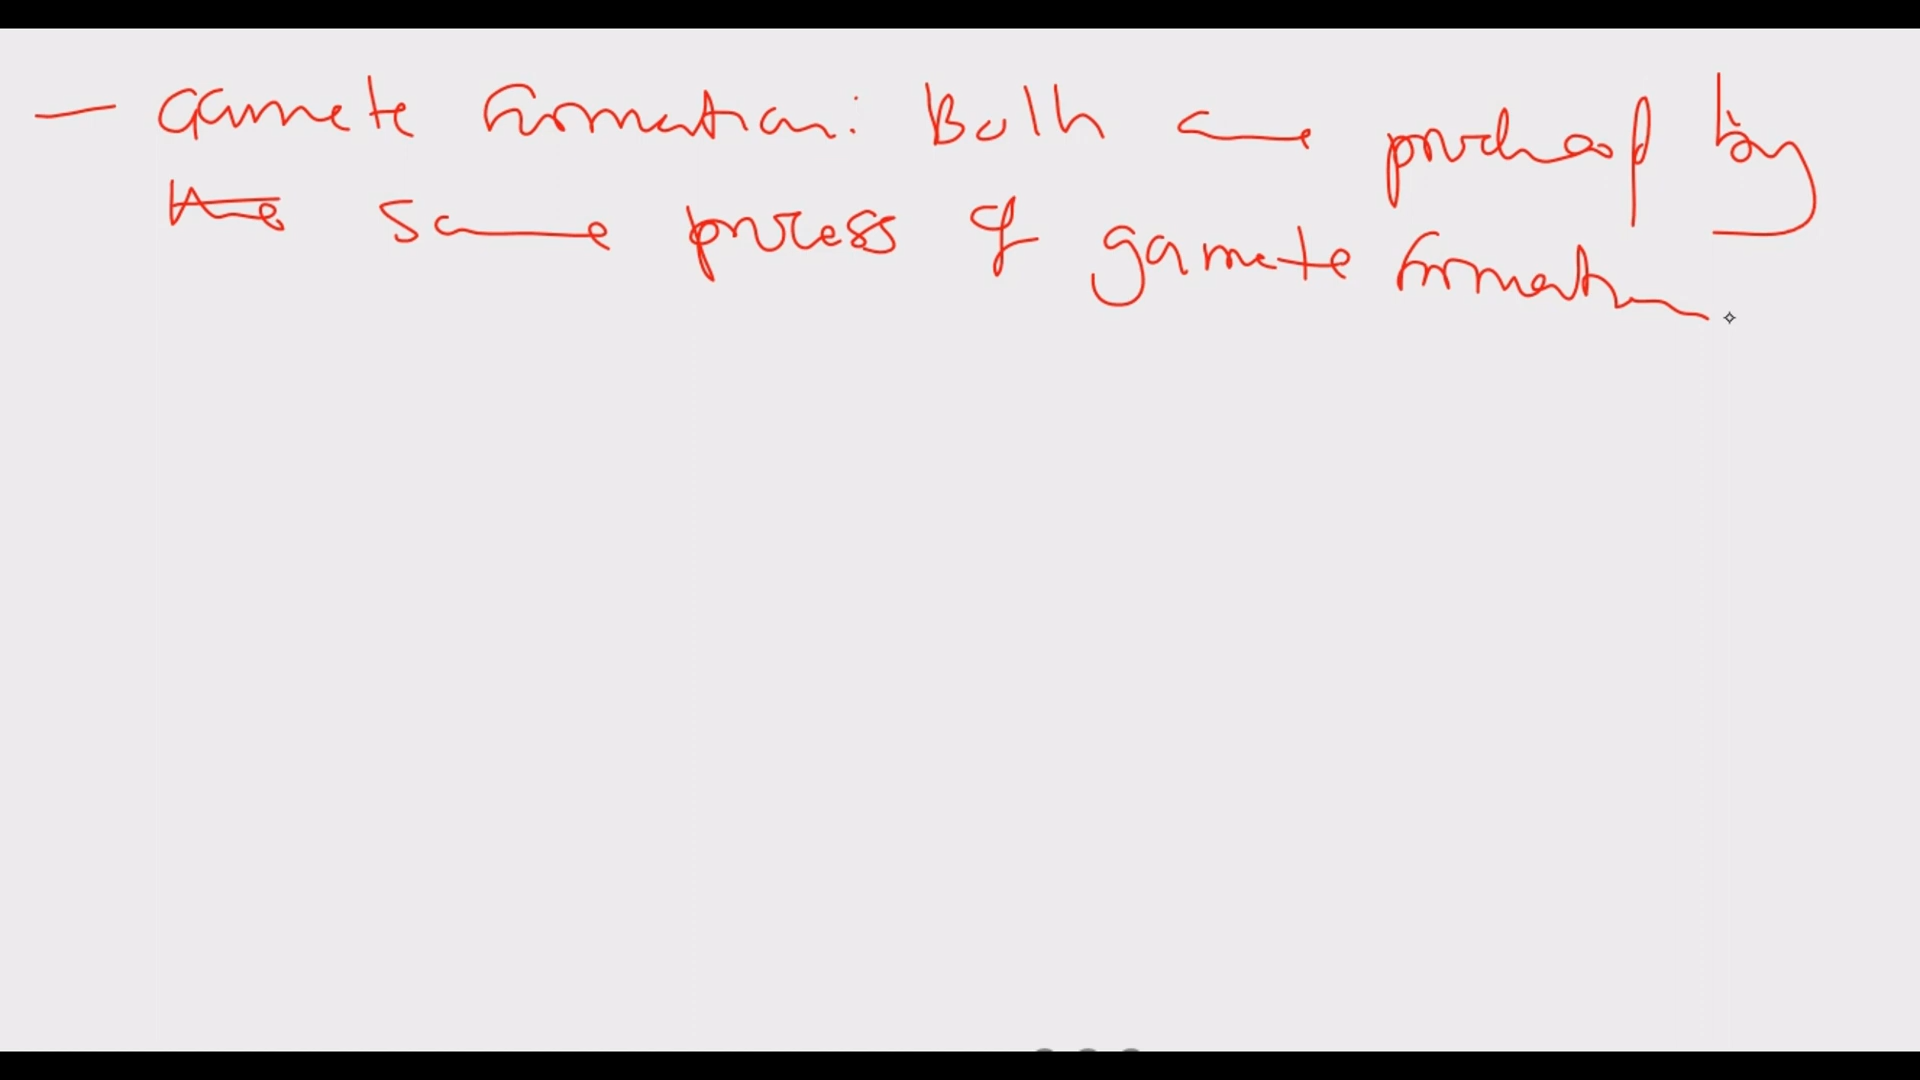 — Gamete Formation: Both are produced by
the same process of gamete formation